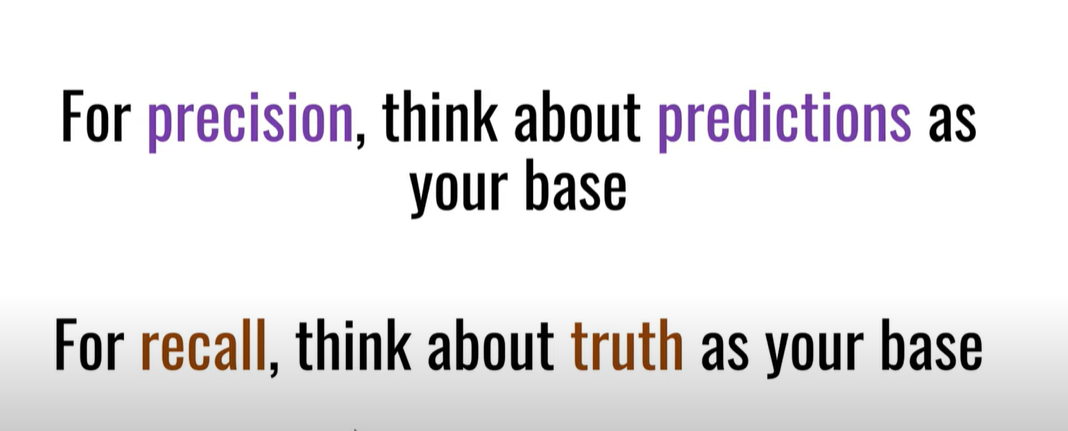 For precision, think about predictions as
your base
For recall, think about truth as your base